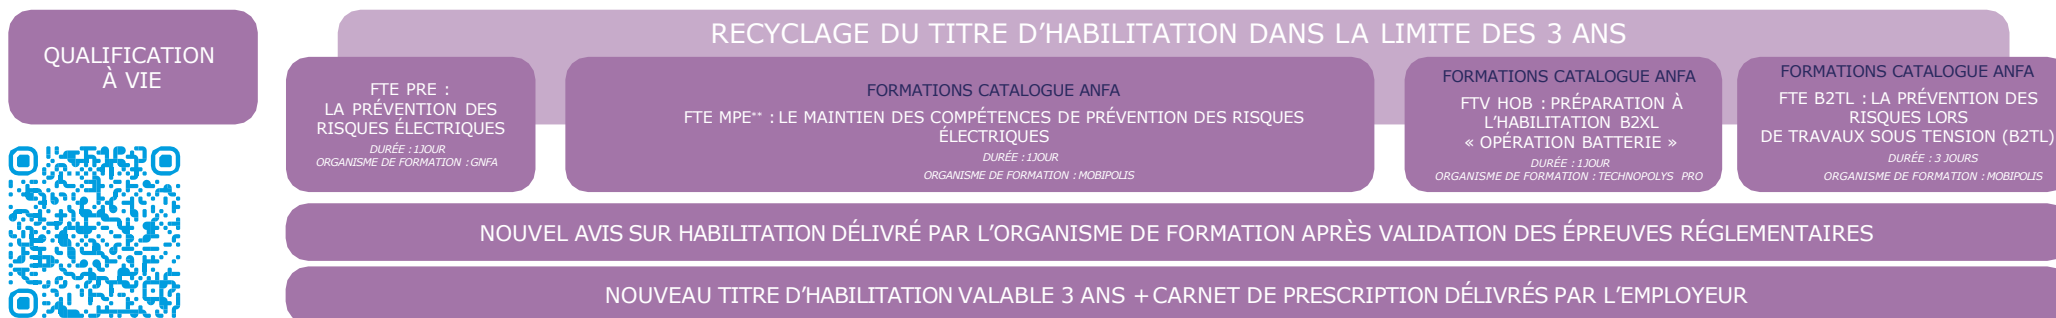 QUALIFICATION
À VIE
RECYCLAGE DU TITRE D’HABILITATION DANS LA LIMITE DES 3 ANS
FTE PRE :
LA PRÉVENTION DES
RISQUES ÉLECTRIQUES
DURÉE : 1JOUR
ORGANISME DE FORMATION : GNFA
FORMATIONS CATALOGUE ANFA
FTE MPE** : LE MAINTIEN DES COMPÉTENCES DE PRÉVENTION DES RISQUES
ÉLECTRIQUES
DURÉE : 1JOUR
ORGANISME DE FORMATION : MOBIPOLIS
FORMATIONS CATALOGUE ANFA
FTV HOB : PRÉPARATION À
L’HABILITATION B2XL
« OPÉRATION BATTERIE »
DURÉE : 1JOUR
ORGANISME DE FORMATION : TECHNOPOLYS PRO
FORMATIONS CATALOGUE ANFA
FTE B2TL : LA PRÉVENTION DES
RISQUES LORS
DE TRAVAUX SOUS TENSION (B2TL)
DURÉE : 3 JOURS
ORGANISME DE FORMATION : MOBIPOLIS
NOUVEL AVIS SUR HABILITATION DÉLIVRÉ PAR L’ORGANISME DE FORMATION APRÈS VALIDATION DES ÉPREUVES RÉGLEMENTAIRES
NOUVEAU TITRE D’HABILITATION VALABLE 3 ANS + CARNET DE PRESCRIPTION DÉLIVRÉS PAR L’EMPLOYEUR